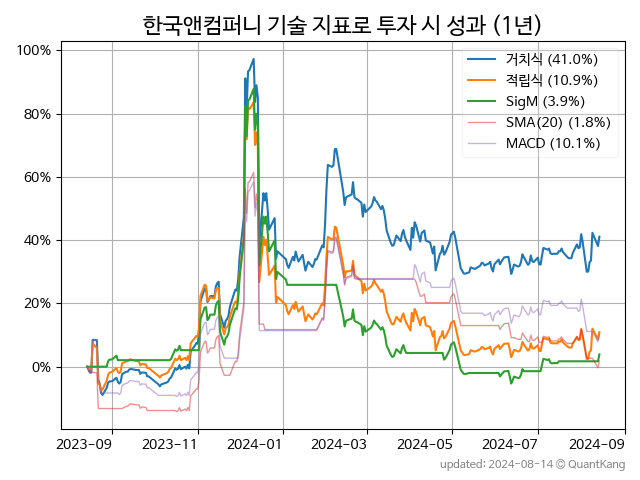 한국앤컴퍼니 기술 지표로 투자 시 성과 (1년)
거치식 (41.0%)
적립식 (10.9%)
SigM (3.9%)
SMA(20) (1.8%)
MACD (10.1%)
100%
80%
60%
40%
20%
0%
2023-09 2023-11 2024-01 2024-03 2024-05 2024-07 2024-09
updated: 2024-08-14 © QuantKang